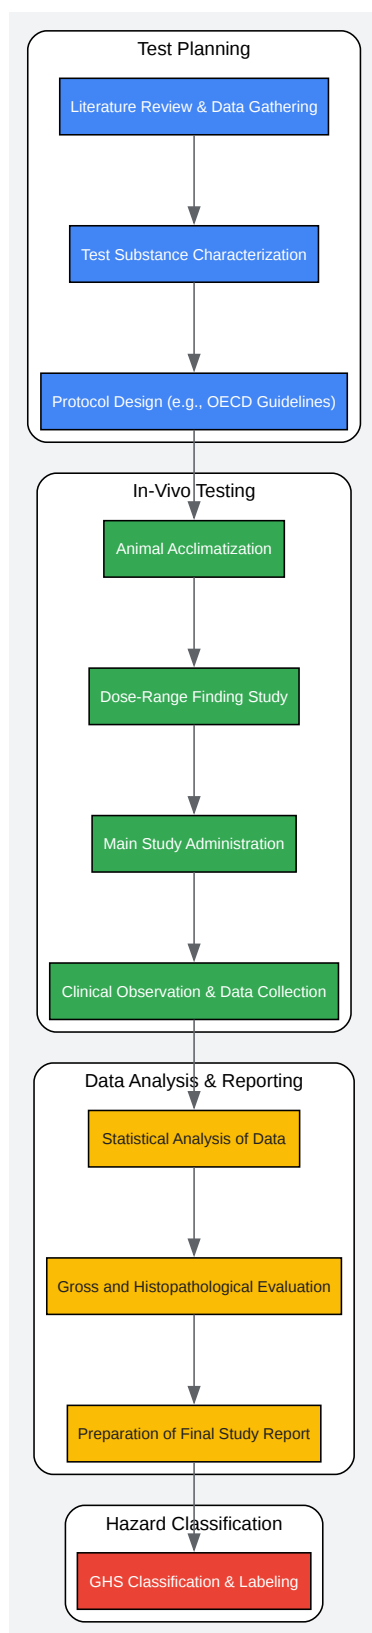 Test Planning
Literature Review & Data Gathering
Test Substance Characterization
Protocol Design (e.g., OECD Guidelines)
In-Vivo Testing
Animal Acclimatization
Dose-Range Finding Study
Main Study Administration
Clinical Observation & Data Collection
Data Analysis & Reporting
Statistical Analysis of Data
Gross and Histopathological Evaluation
Preparation of Final Study Report
Hazard Classification
GHS Classification & Labeling